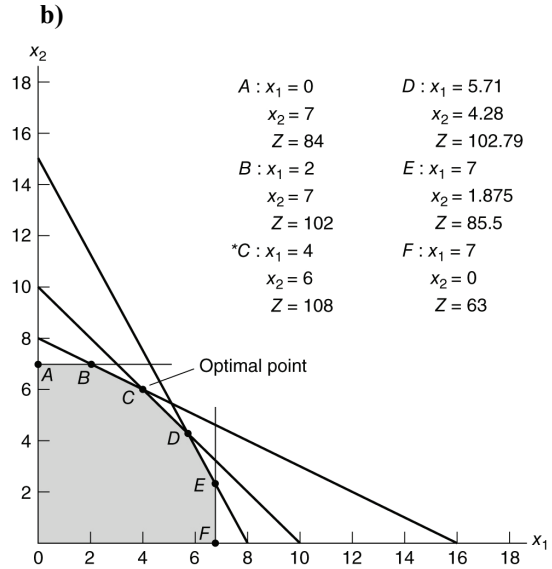 b)
x₂
18
16
14
12
10
8
6
4
2
A : x₁ = 0
x₂ = 7
Z = 84
B : x₁ = 2
x₂ = 7
Z = 102
*C : x₁ = 4
x₂ = 6
Z = 108
D : x₁ = 5.71
x₂ = 4.28
Z = 102.79
E : x₁ = 7
x₂ = 1.875
Z = 85.5
F : x₁ = 7
x₂ = 0
Z = 63
Optimal point
A
B
C
D
E
F
0 2 4 6 8 10 12 14 16 18 x₁